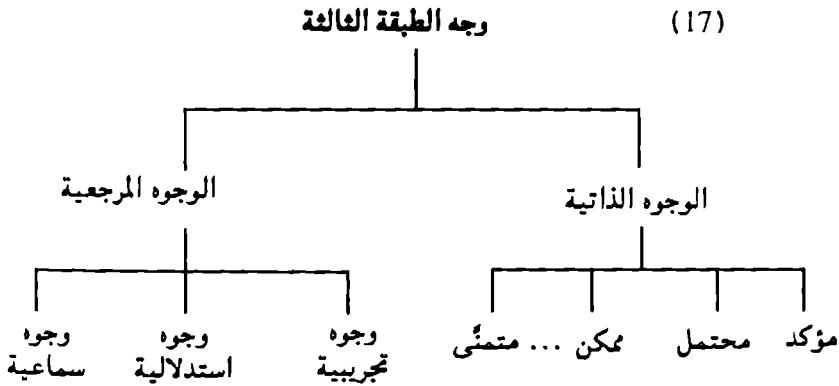 (17) وجه الطبقة الثالثة
الوجوه الذاتية
الوجوه المرجعية
مؤكد محتمل ممكن ... متمنَّى
وجوه تجريبية
وجوه استدلالية
وجوه سماعية